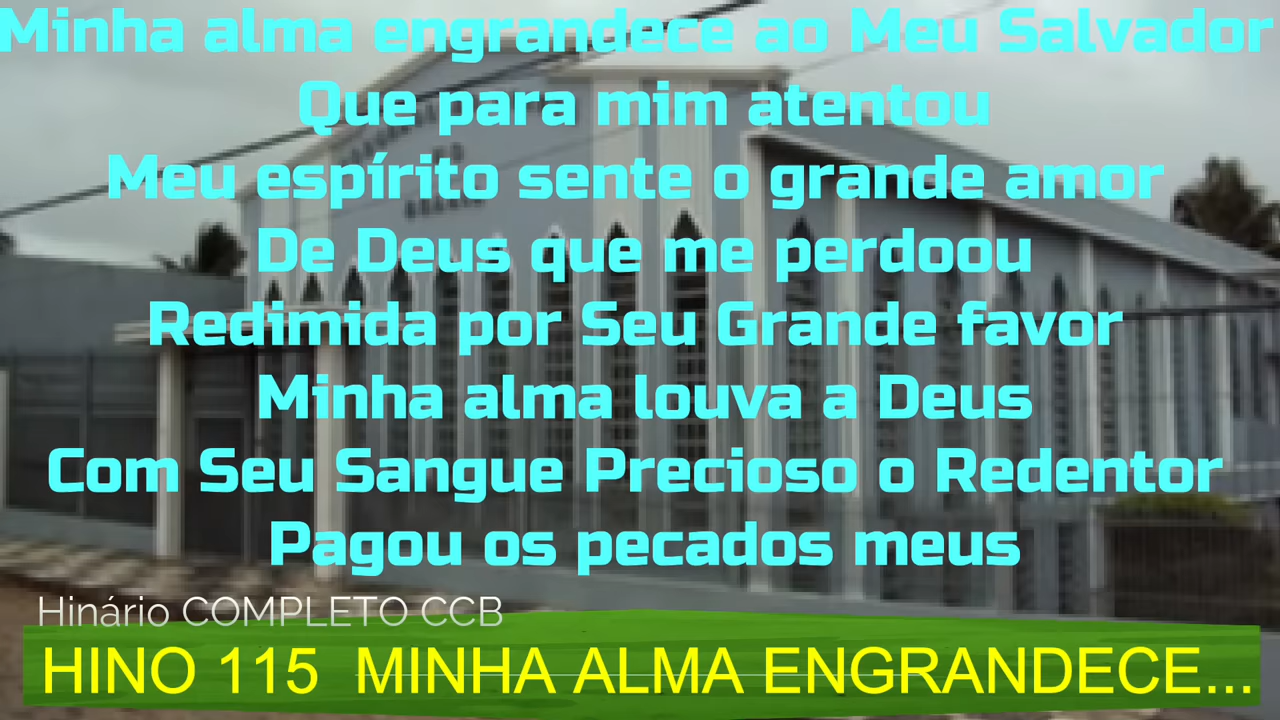 Minha alma engrandece ao Meu Salvador
Que para mim atentou
Meu espírito sente o grande amor
De Deus que me perdoou
Redimida por Seu Grande favor
Minha alma louva a Deus
Com Seu Sangue Precioso o Redentor
Pagou os pecados meus
Hinário COMPLETO CCB
HINO 115 MINHA ALMA ENGRANDECE...